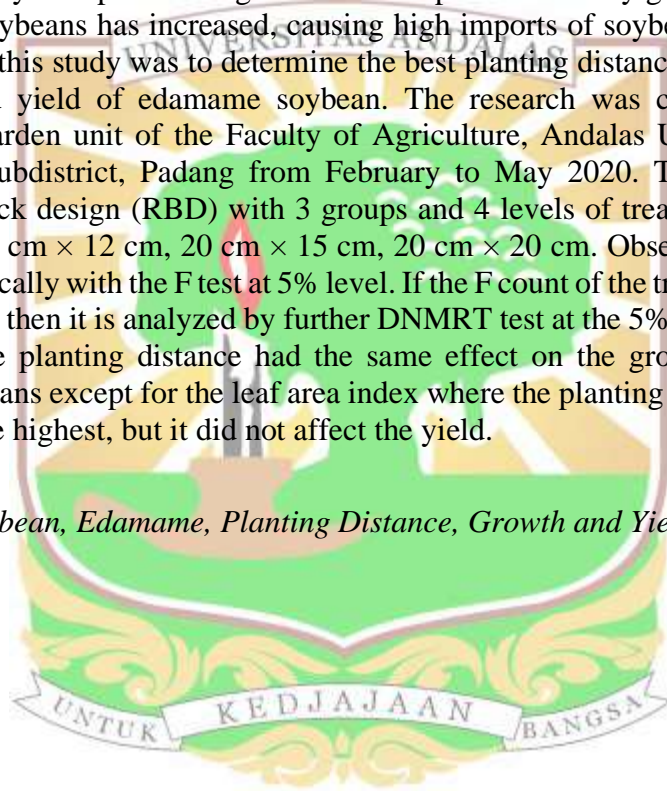 ybeans has increased, causing high imports of soybe
UNIVERSITAS ANDALAS
this study was to determine the best planting distanc
yield of edamame soybean. The research was c
arden unit of the Faculty of Agriculture, Andalas U
ubdistrict, Padang from February to May 2020. T
ck design (RBD) with 3 groups and 4 levels of trea
cm × 12 cm, 20 cm × 15 cm, 20 cm × 20 cm. Obse
cally with the F test at 5% level. If the F count of the tr
then it is analyzed by further DNMRT test at the 5%
e planting distance had the same effect on the gro
ans except for the leaf area index where the planting
e highest, but it did not affect the yield.
bean, Edamame, Planting Distance, Growth and Yie
UNTUK KEDJAJAAN BANGSA